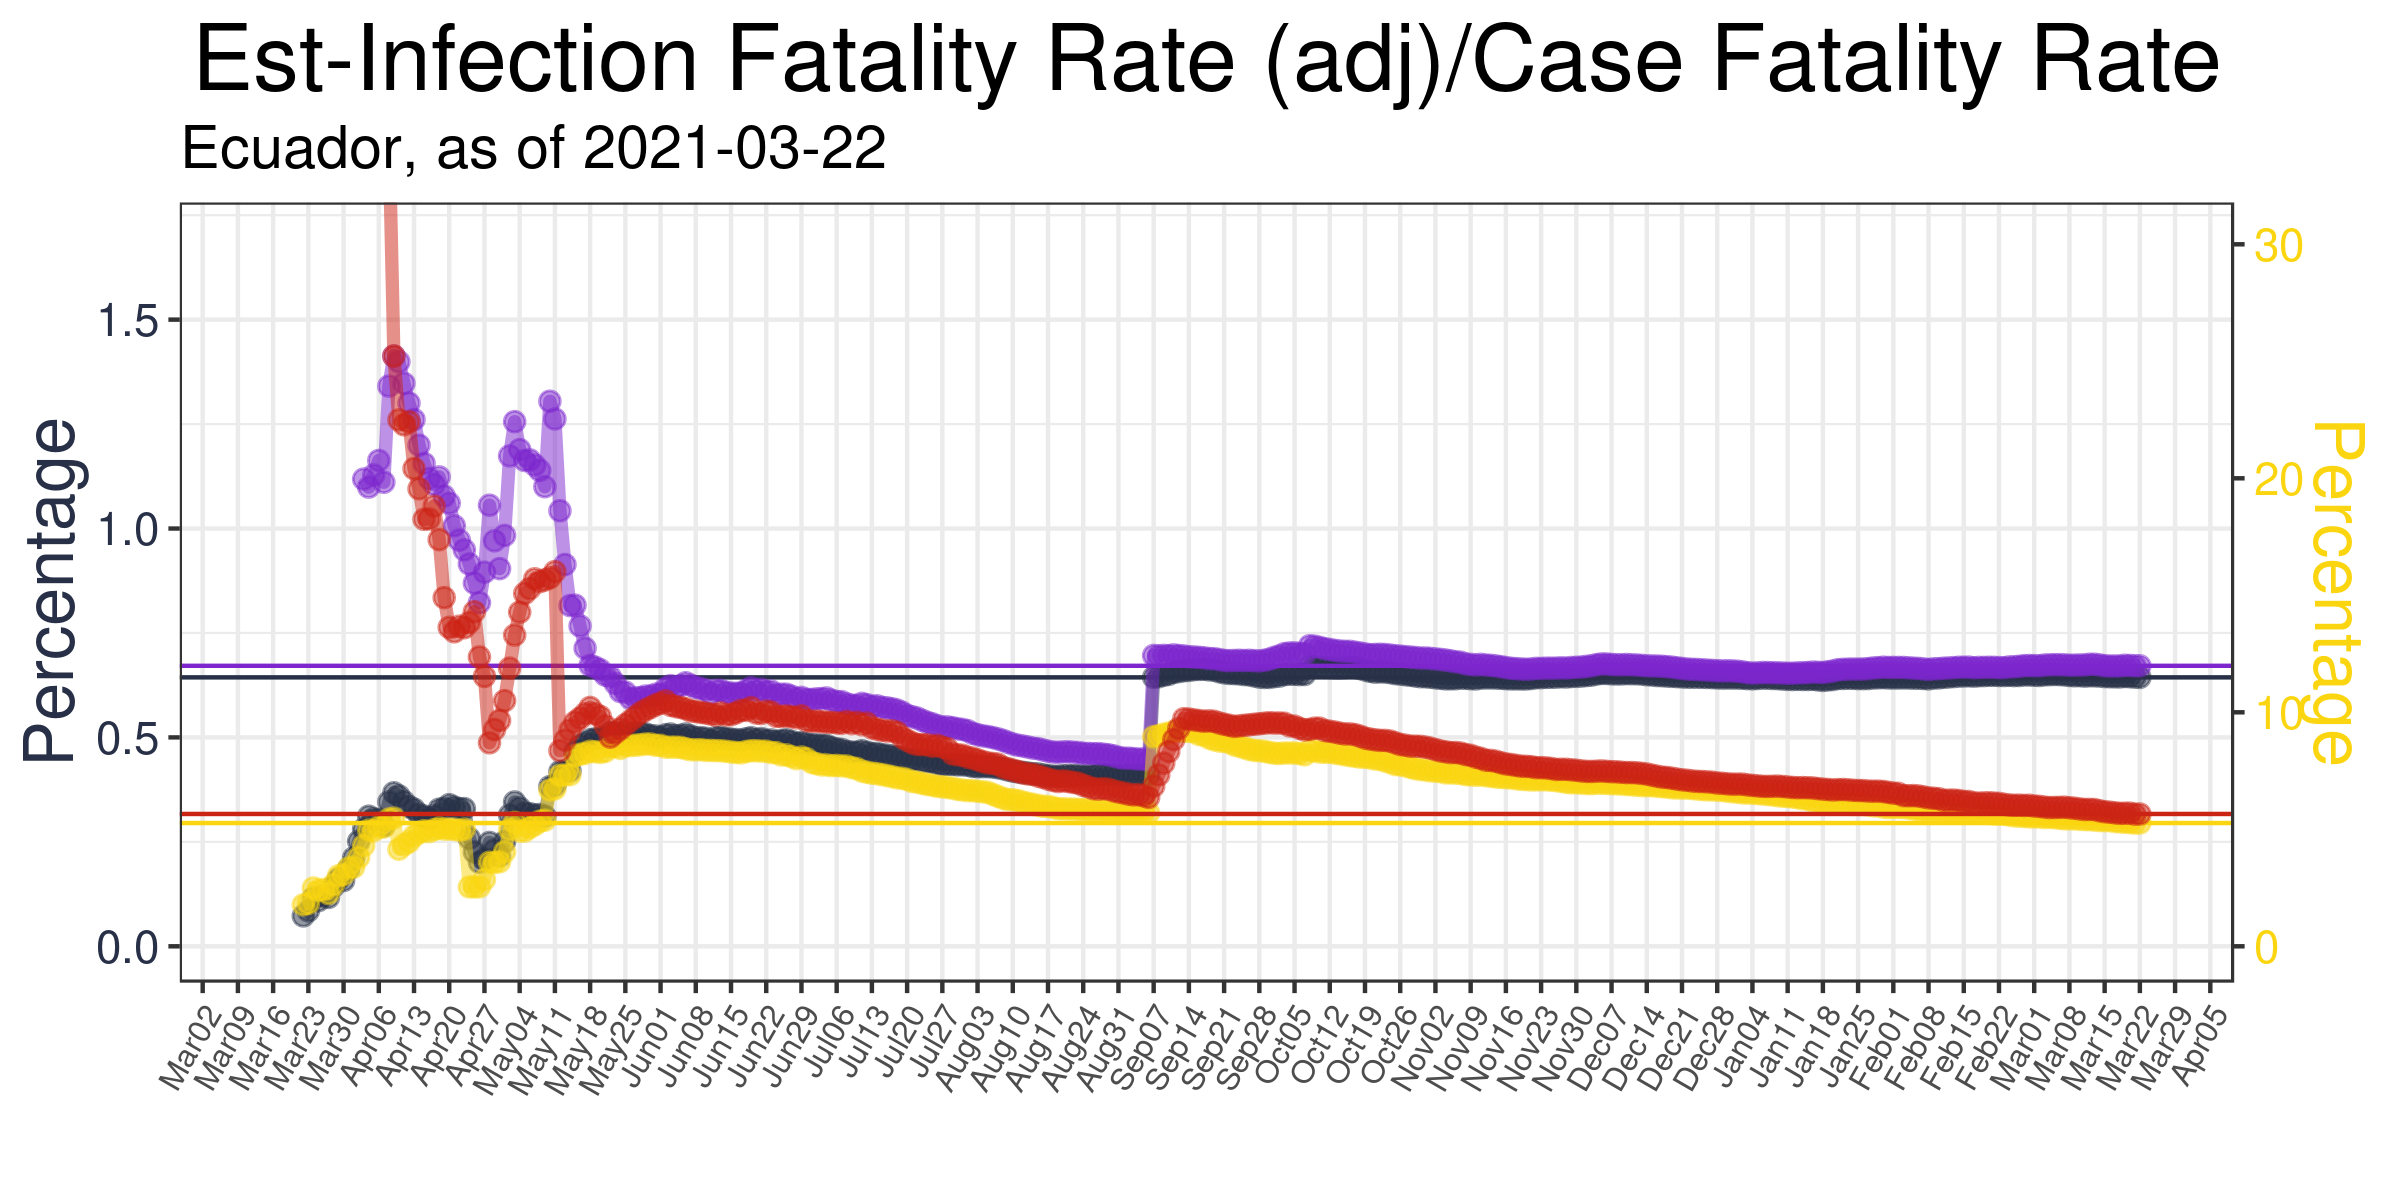 Est-Infection Fatality Rate (adj)/Case Fatality Rate
Ecuador, as of 2021-03-22
Percentage
1.5
1.0
0.5
0.0
30
20
10
0
Percentage
Mar02
Mar09
Mar16
Mar23
Mar30
Apr06
Apr13
Apr20
Apr27
May04
May11
May18
May25
Jun01
Jun08
Jun15
Jun22
Jun29
Jul06
Jul13
Jul20
Jul27
Aug03
Aug10
Aug17
Aug24
Aug31
Sep07
Sep14
Sep21
Sep28
Oct05
Oct12
Oct19
Oct26
Nov02
Nov09
Nov16
Nov23
Nov30
Dec07
Dec14
Dec21
Dec28
Jan04
Jan11
Jan18
Jan25
Feb01
Feb08
Feb15
Feb22
Mar01
Mar08
Mar15
Mar22
Mar29
Apr05